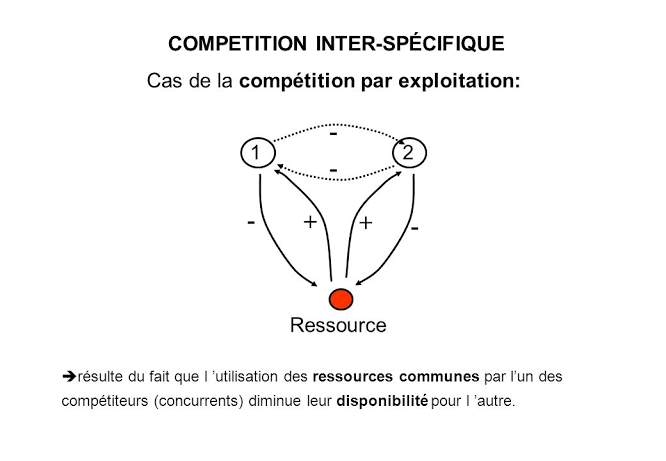 COMPETITION INTER-SPÉCIFIQUE
Cas de la compétition par exploitation:
-
1
2
-
-
+
+
-
Ressource
➔résulte du fait que l ’utilisation des ressources communes par l’un des
compétiteurs (concurrents) diminue leur disponibilité pour l ’autre.